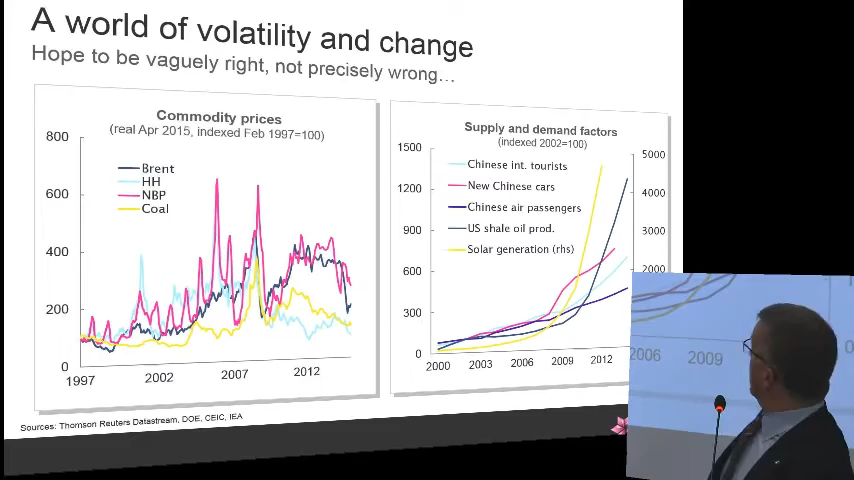 A world of volatility and change
Hope to be vaguely right, not precisely wrong...
Commodity prices
(real Apr 2015, indexed Feb 1997=100)
800
600
400
200
0
Brent
HH
NBP
Coal
1997
2002
2007
2012
Supply and demand factors
(indexed 2002=100)
1500
1200
900
600
300
0
5000
4000
3000
2000
Chinese int. tourists
New Chinese cars
Chinese air passengers
US shale oil prod.
Solar generation (rhs)
2000
2003
2006
2009
2012
Sources: Thomson Reuters Datastream, DOE, CEIC, IEA
2006
2009
0